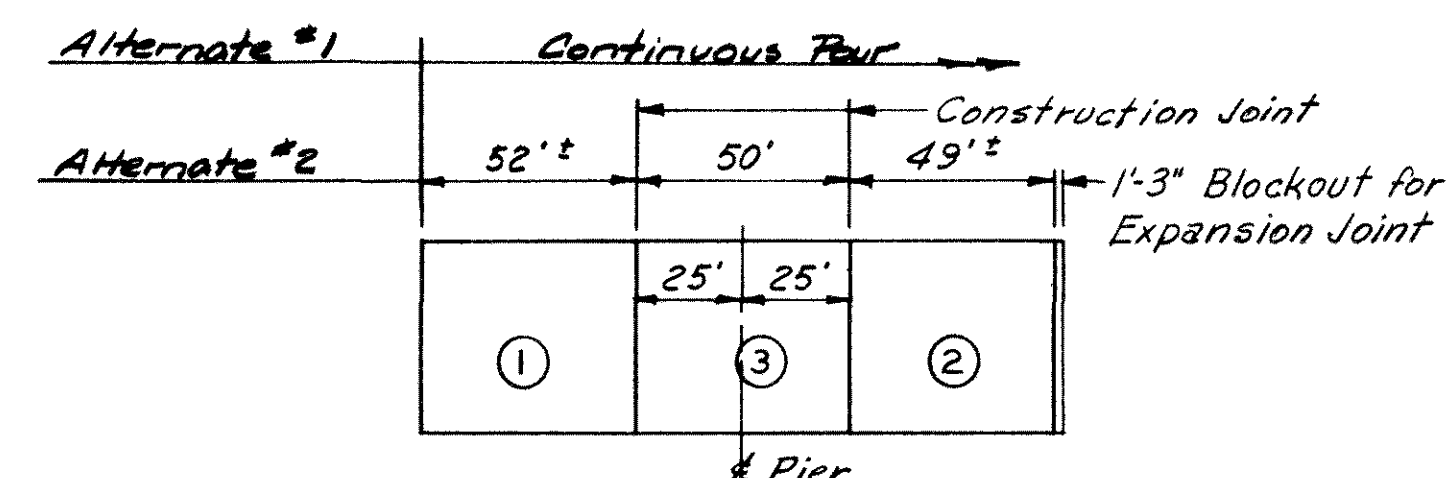 Alternate #1 Continuous Pour
Construction Joint
Alternate #2 52'± 50' 49'±
1'-3" Blockout for
Expansion Joint
25' 25'
1 3 2
℄ Pier